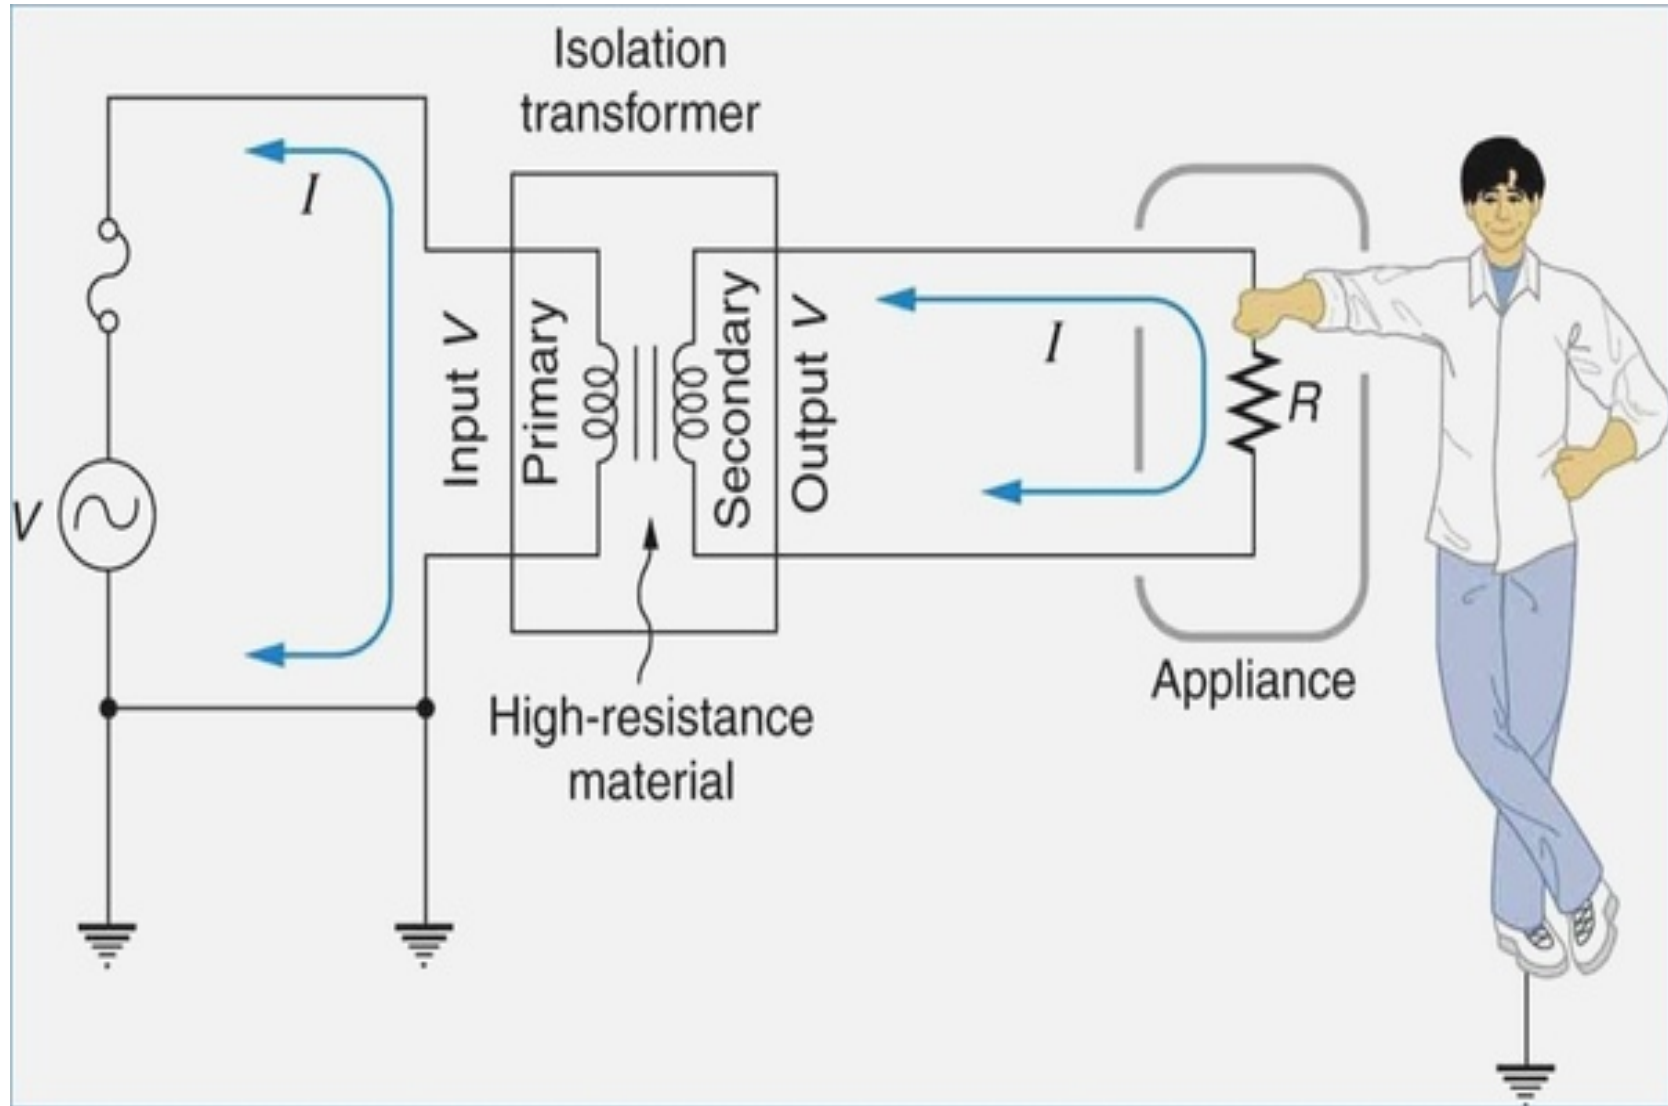 Isolation
transformer
I
V
Input V
Primary
Secondary
Output V
I
R
High-resistance
material
Appliance